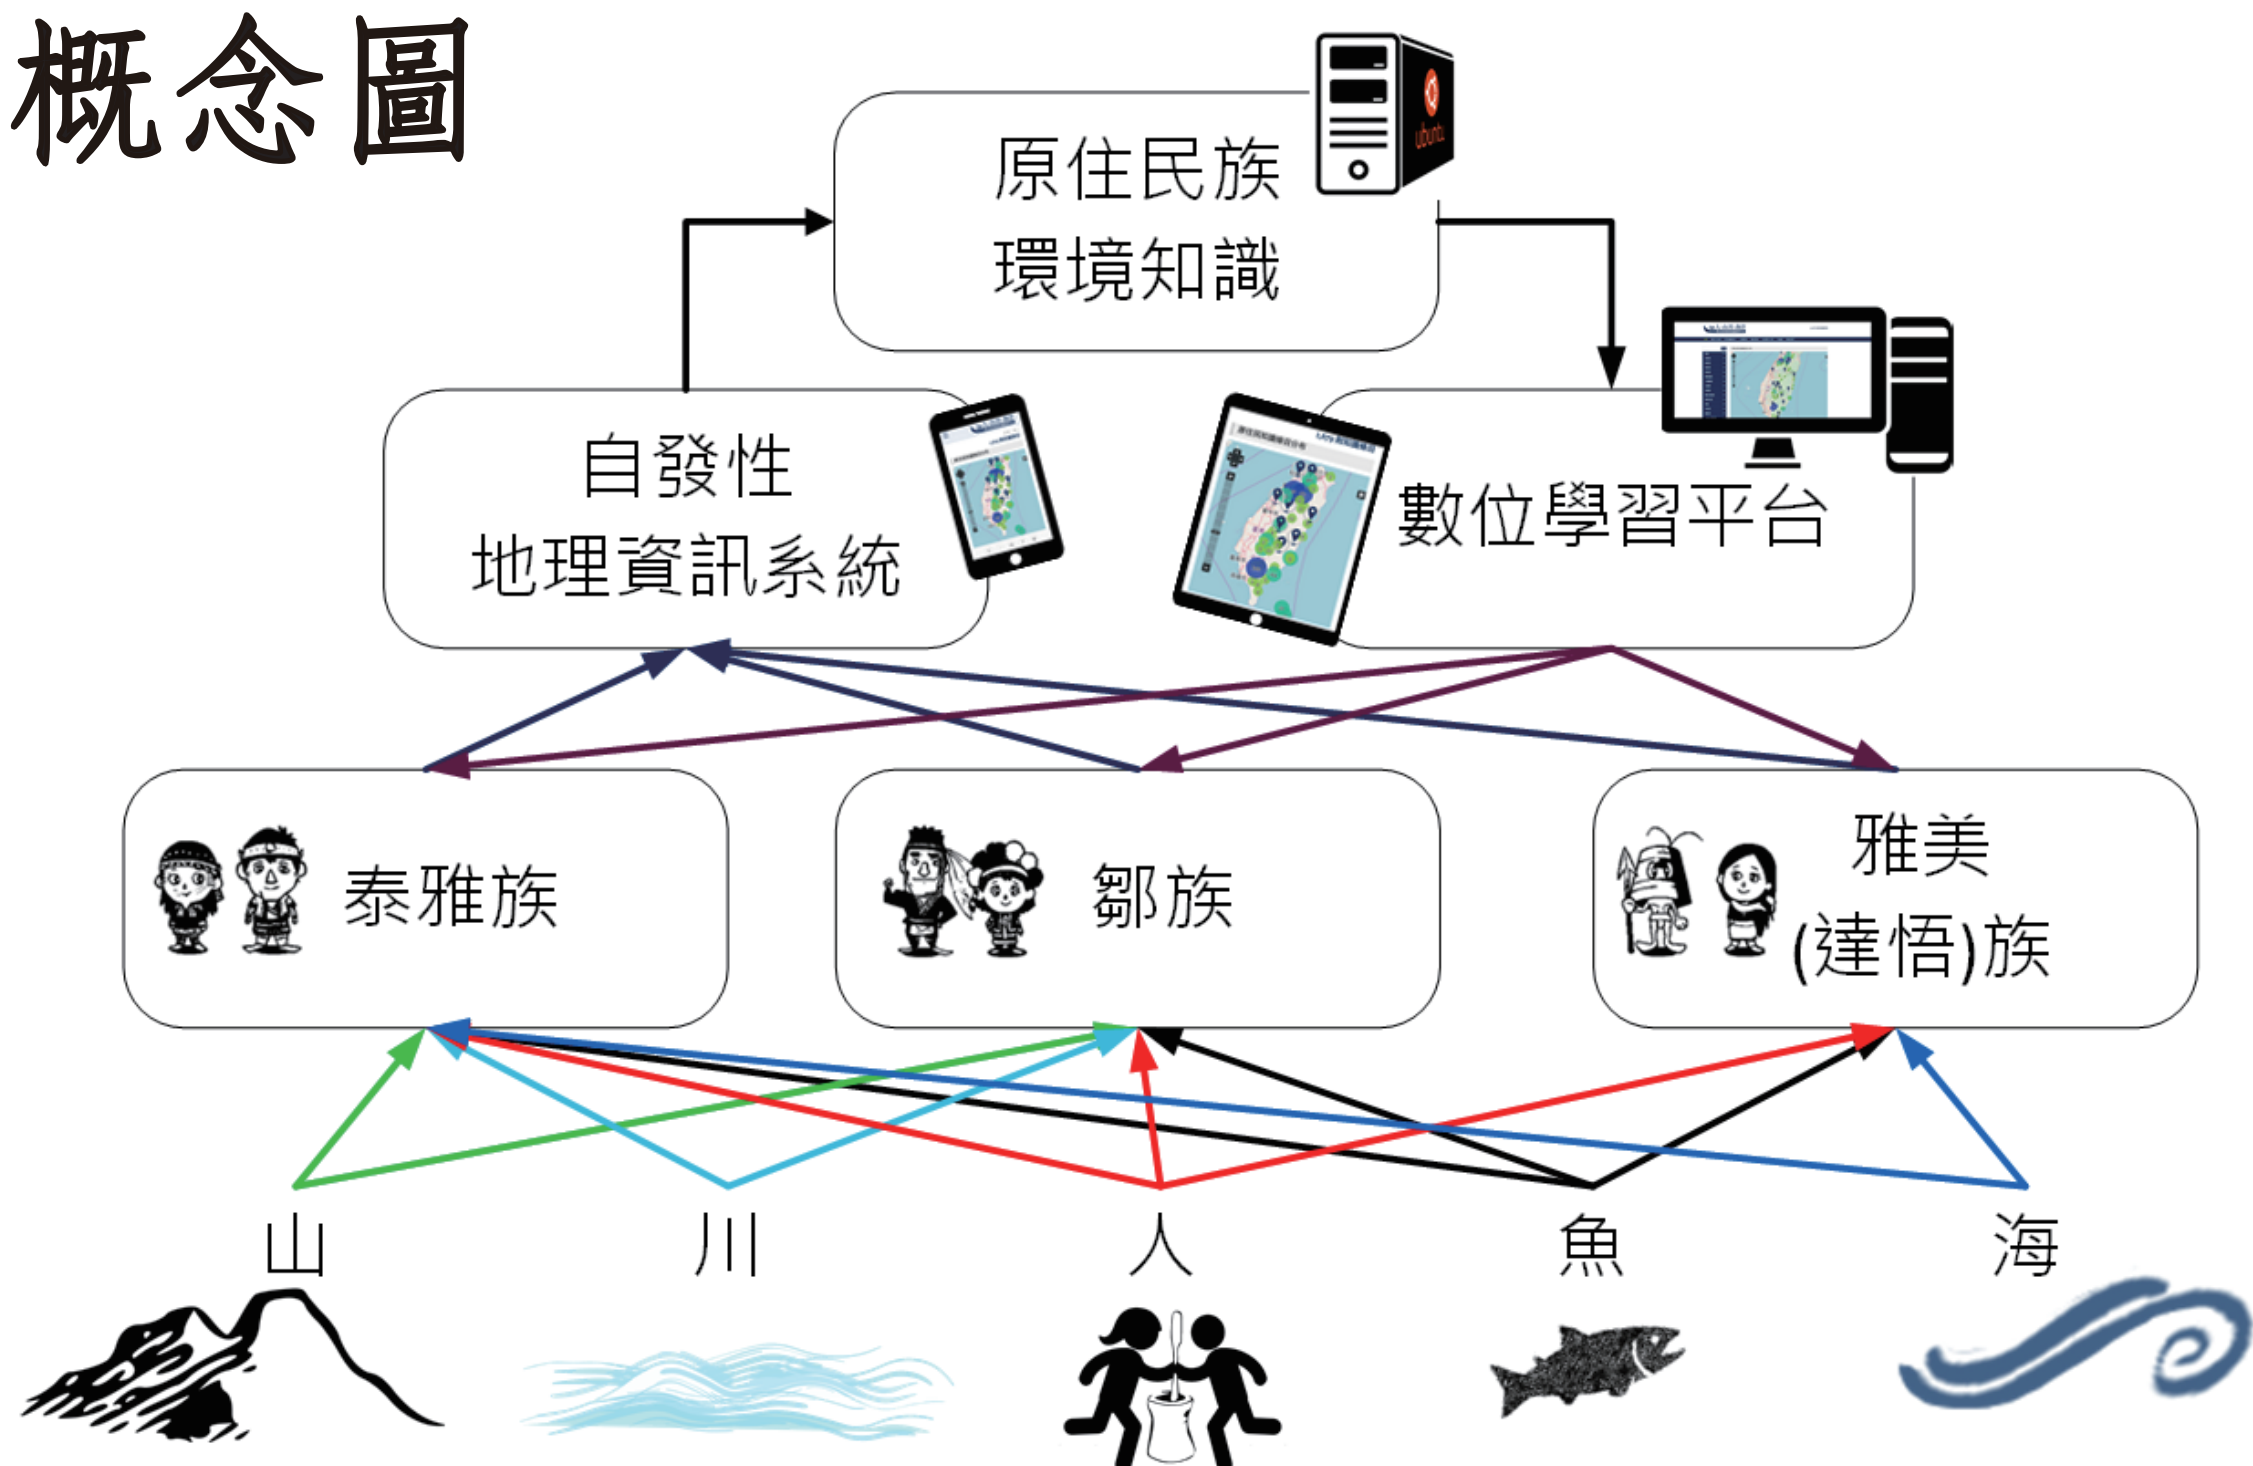 概念圖
原住民族
環境知識
ubuntu
自發性
地理資訊系統
數位學習平台
泰雅族
鄒族
雅美
(達悟)族
山
川
人
魚
海